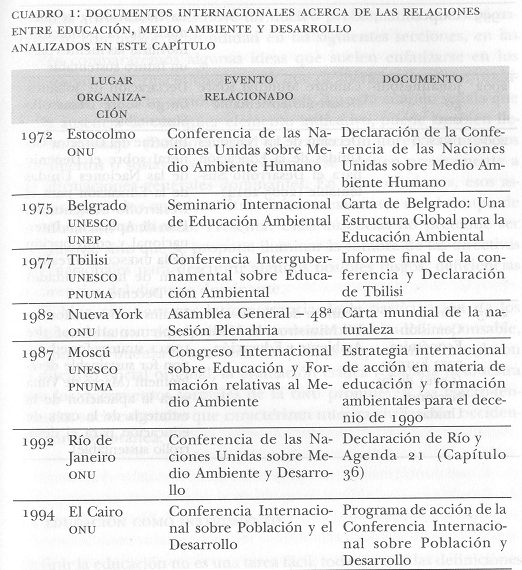 CUADRO 1: DOCUMENTOS INTERNACIONALES ACERCA DE LAS RELACIONES
ENTRE EDUCACIÓN, MEDIO AMBIENTE Y DESARROLLO
ANALIZADOS EN ESTE CAPÍTULO
LUGAR
ORGANIZA-
CIÓN
EVENTO
RELACIONADO
DOCUMENTO
1972 Estocolmo
ONU
Conferencia de las Na-
ciones Unidas sobre Me-
dio Ambiente Humano
Declaración de la Confe-
rencia de las Naciones
Unidas sobre Medio Am-
biente Humano
1975 Belgrado
UNESCO
UNEP
Seminario Internacional
de Educación Ambiental
Carta de Belgrado: Una
Estructura Global para la
Educación Ambiental
1977 Tbilisi
UNESCO
PNUMA
Conferencia Interguber-
namental sobre Educa-
ción Ambiental
Informe final de la con-
ferencia y Declaración
de Tbilisi
1982 Nueva York
ONU
Asamblea General – 48ª
Sesión Plenaria
Carta mundial de la na-
turaleza
1987 Moscú
UNESCO
PNUMA
Congreso Internacional
sobre Educación y For-
mación relativas al Me-
dio Ambiente
Estrategia internacional
de acción en materia de
educación y formación
ambientales para el dece-
nio de 1990
1992 Río de
Janeiro
ONU
Conferencia de las Na-
ciones Unidas sobre Me-
dio Ambiente y Desarro-
llo
Declaración de Río y
Agenda 21 (Capítulo
36)
1994 El Cairo
ONU
Conferencia Internacio-
nal sobre Población y el
Desarrollo
Programa de acción de la
Conferencia Internacio-
nal sobre Población y
Desarrollo